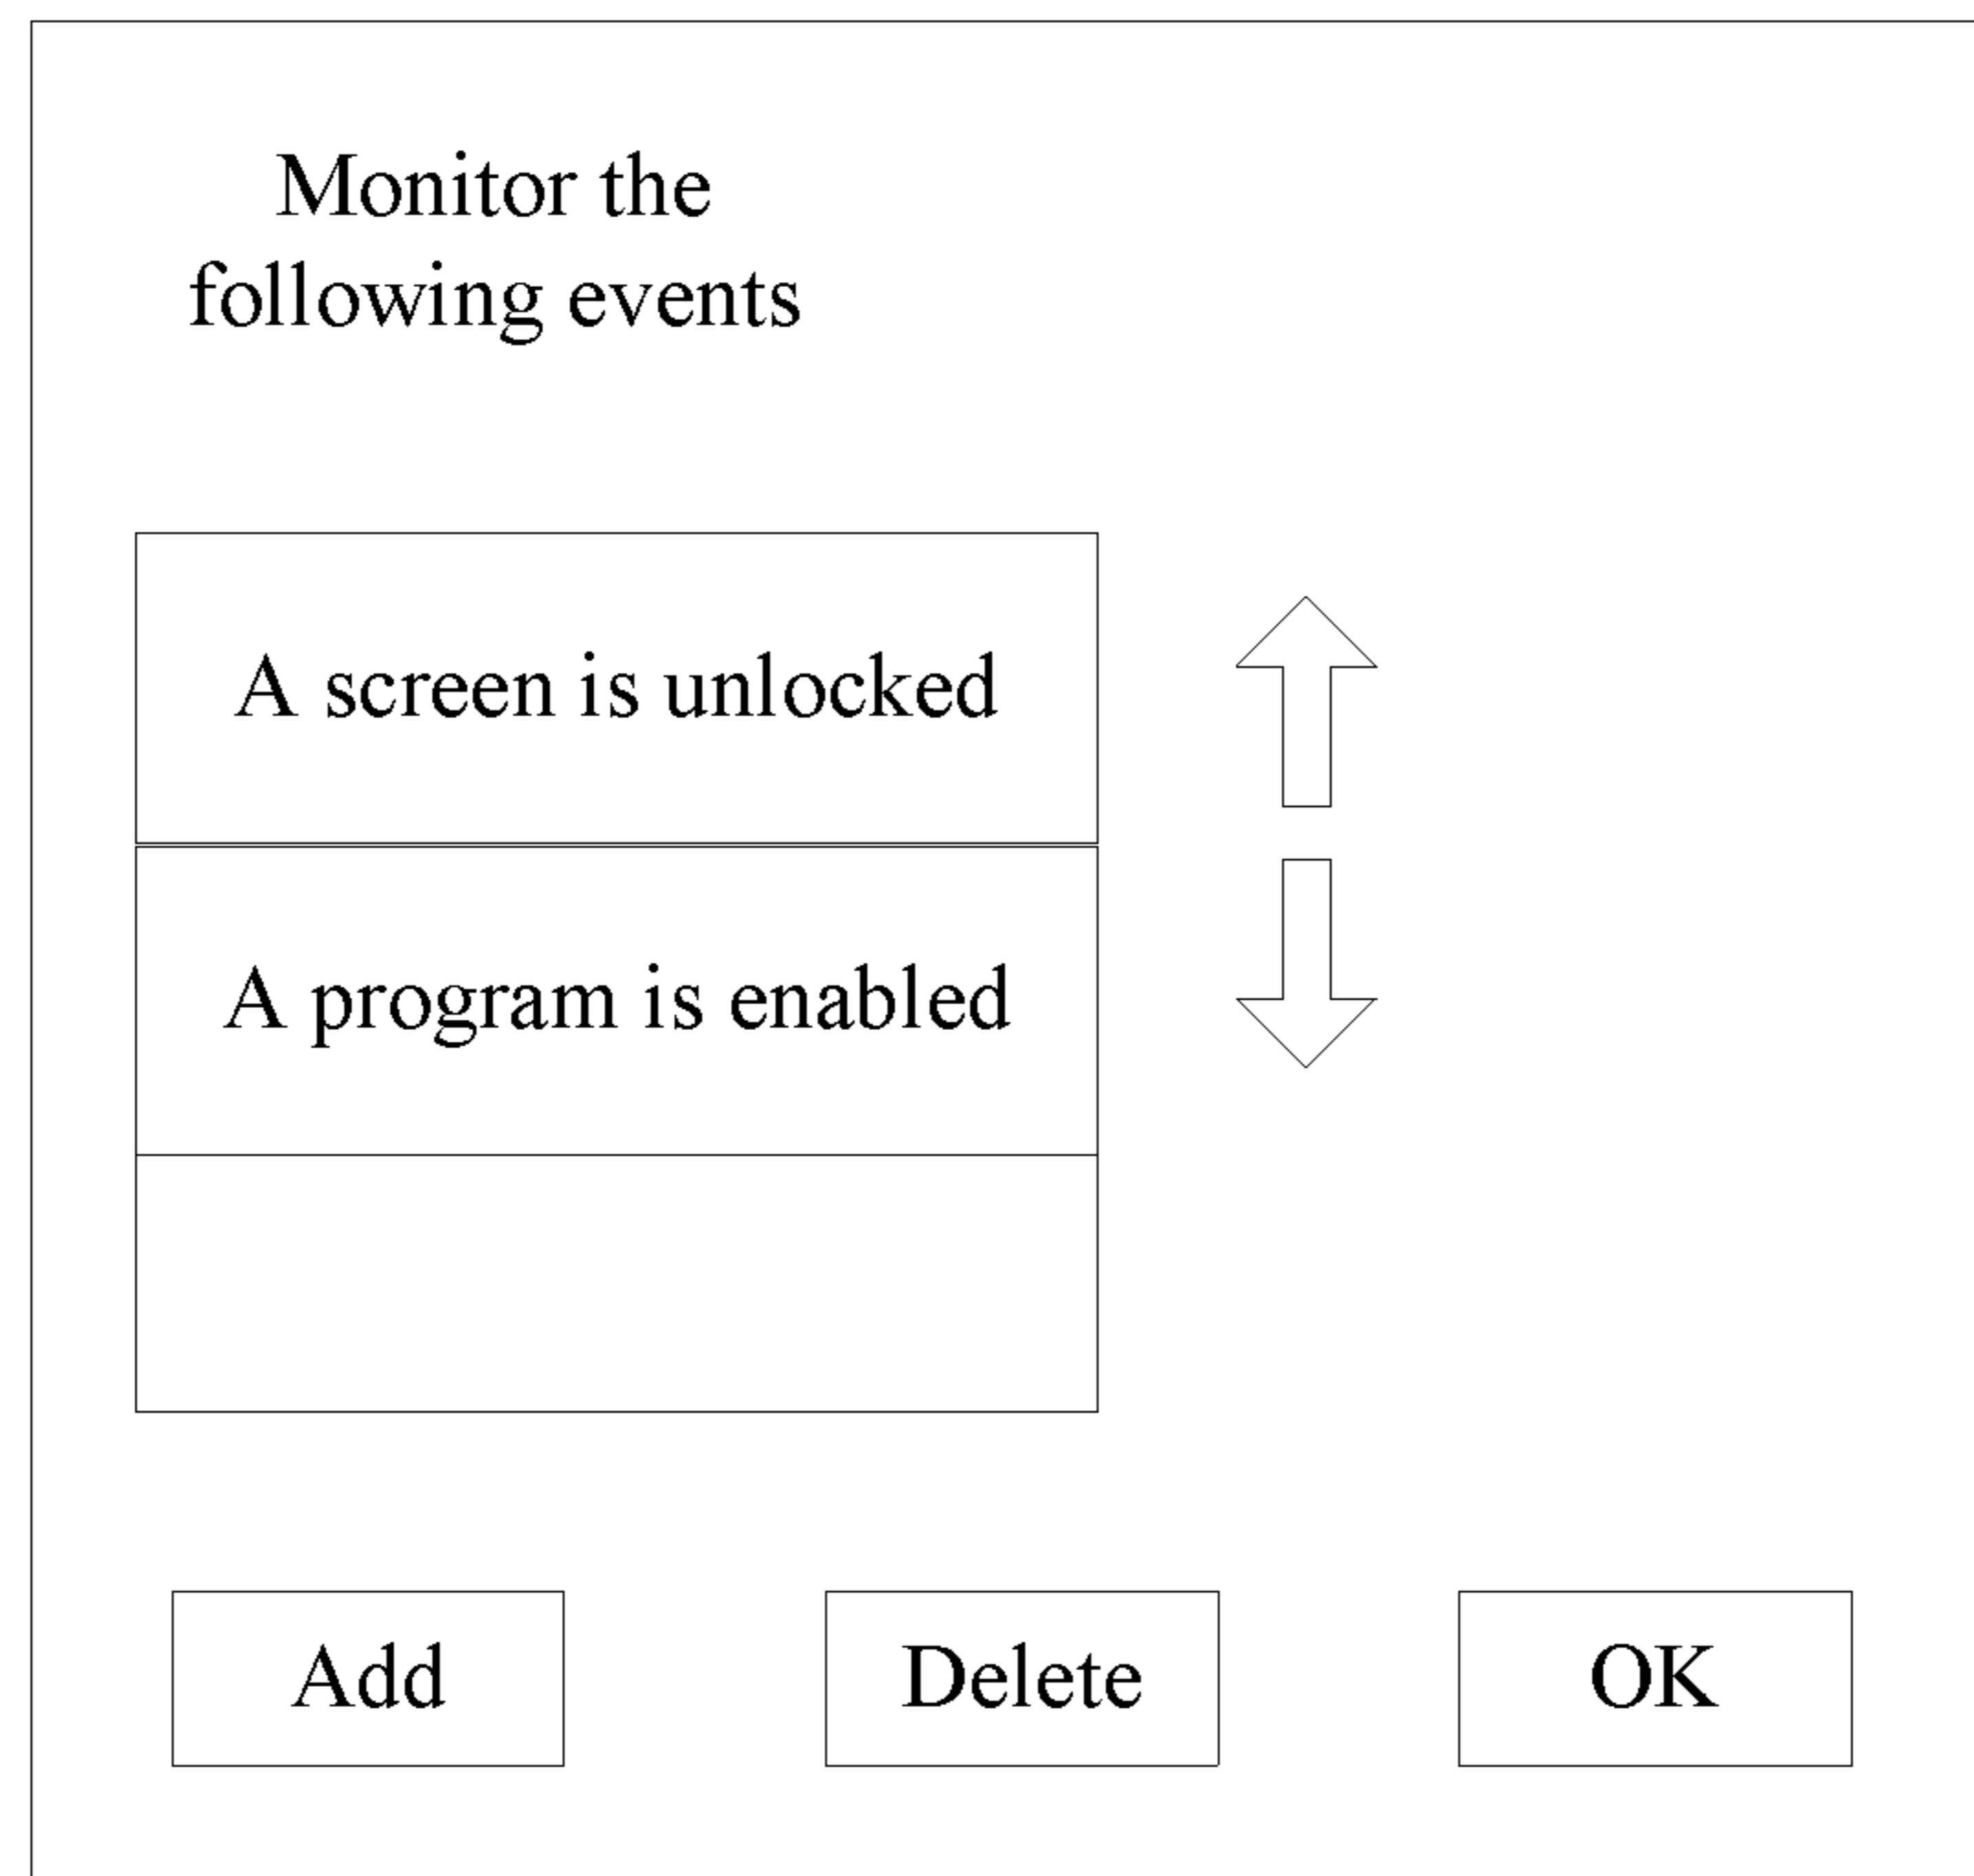 Monitor the
following events
A screen is unlocked
A program is enabled
Add
Delete
OK